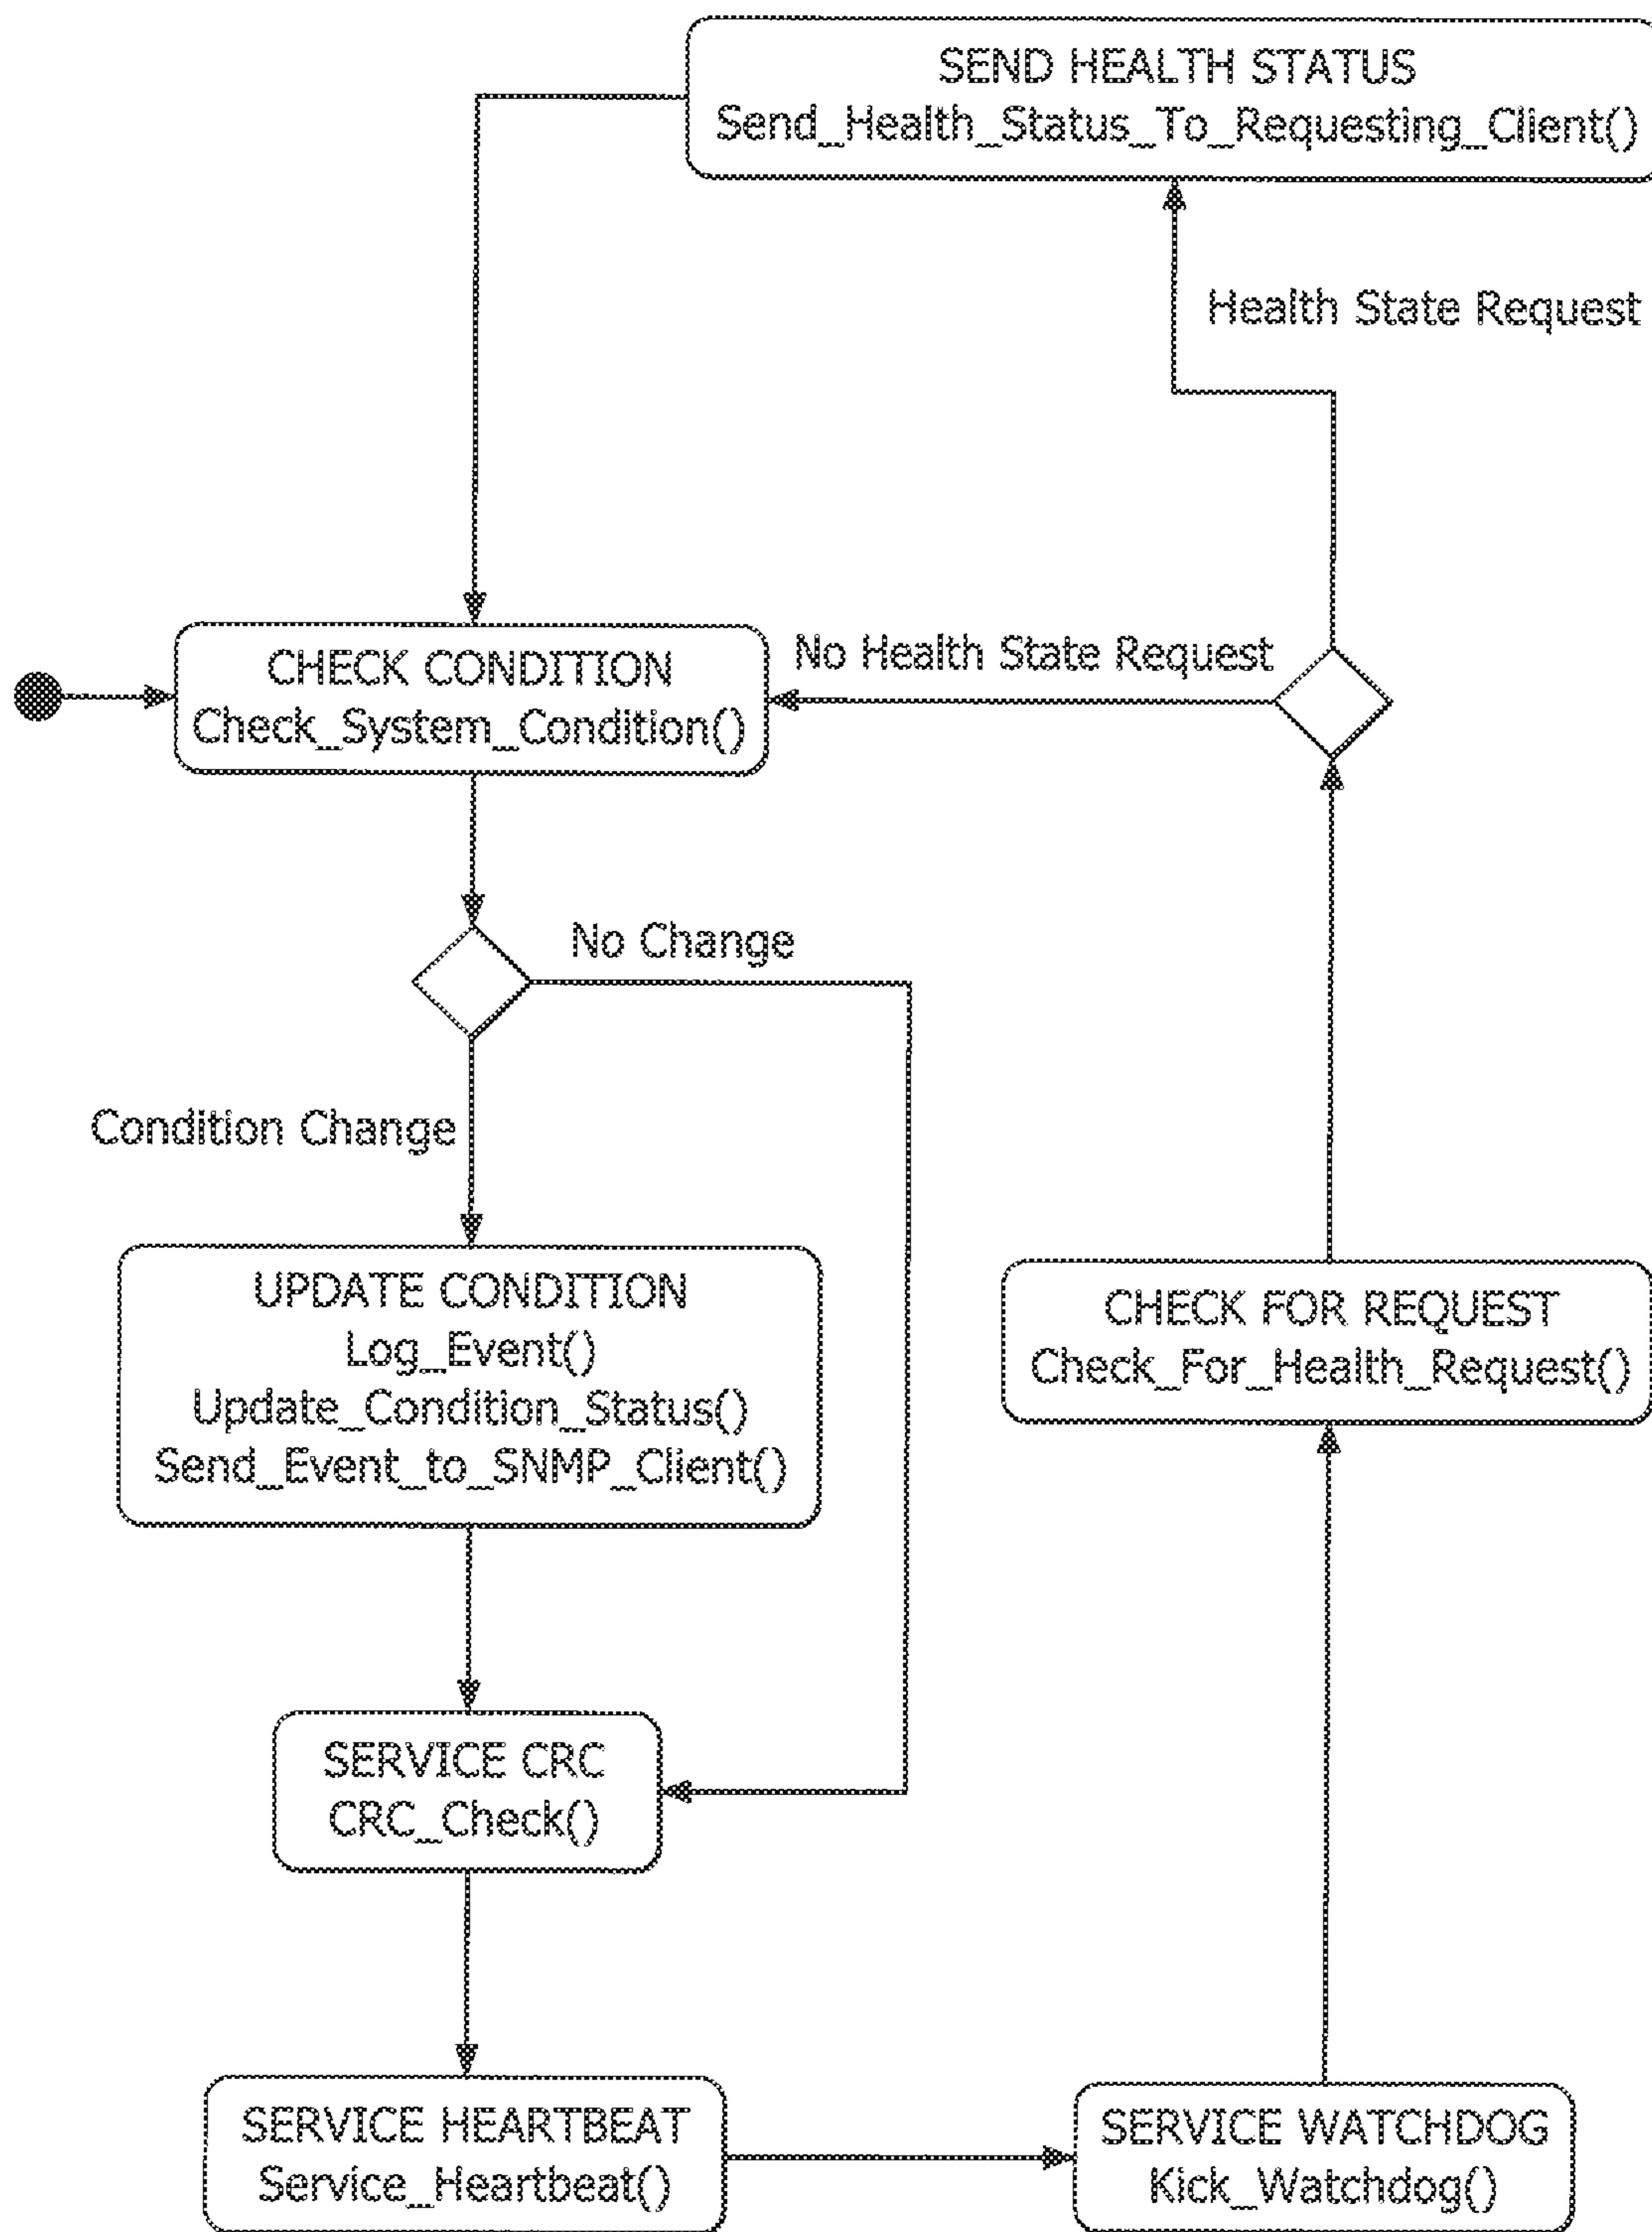 SEND HEALTH STATUS
Send_Health_Status_To_Requesting_Client()
Health State Request
CHECK CONDITION
Check_System_Condition()
No Health State Request
No Change
Condition Change
UPDATE CONDITION
Log_Event()
Update_Condition_Status()
Send_Event_to_SNMP_Client()
CHECK FOR REQUEST
Check_For_Health_Request()
SERVICE CRC
CRC_Check()
SERVICE HEARTBEAT
Service_Heartbeat()
SERVICE WATCHDOG
Kick_Watchdog()